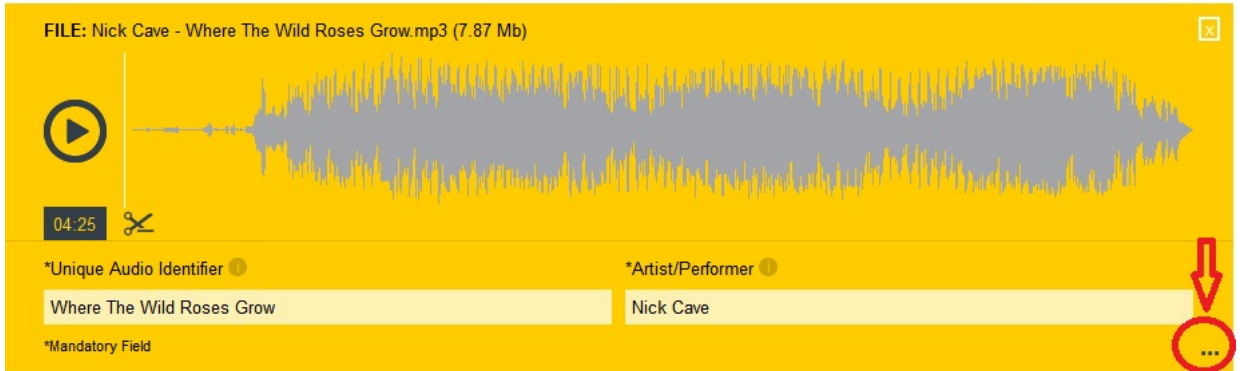 FILE: Nick Cave - Where The Wild Roses Grow.mp3 (7.87 Mb)
x
04:25
*Unique Audio Identifier i
*Artist/Performer i
Where The Wild Roses Grow
Nick Cave
*Mandatory Field
...